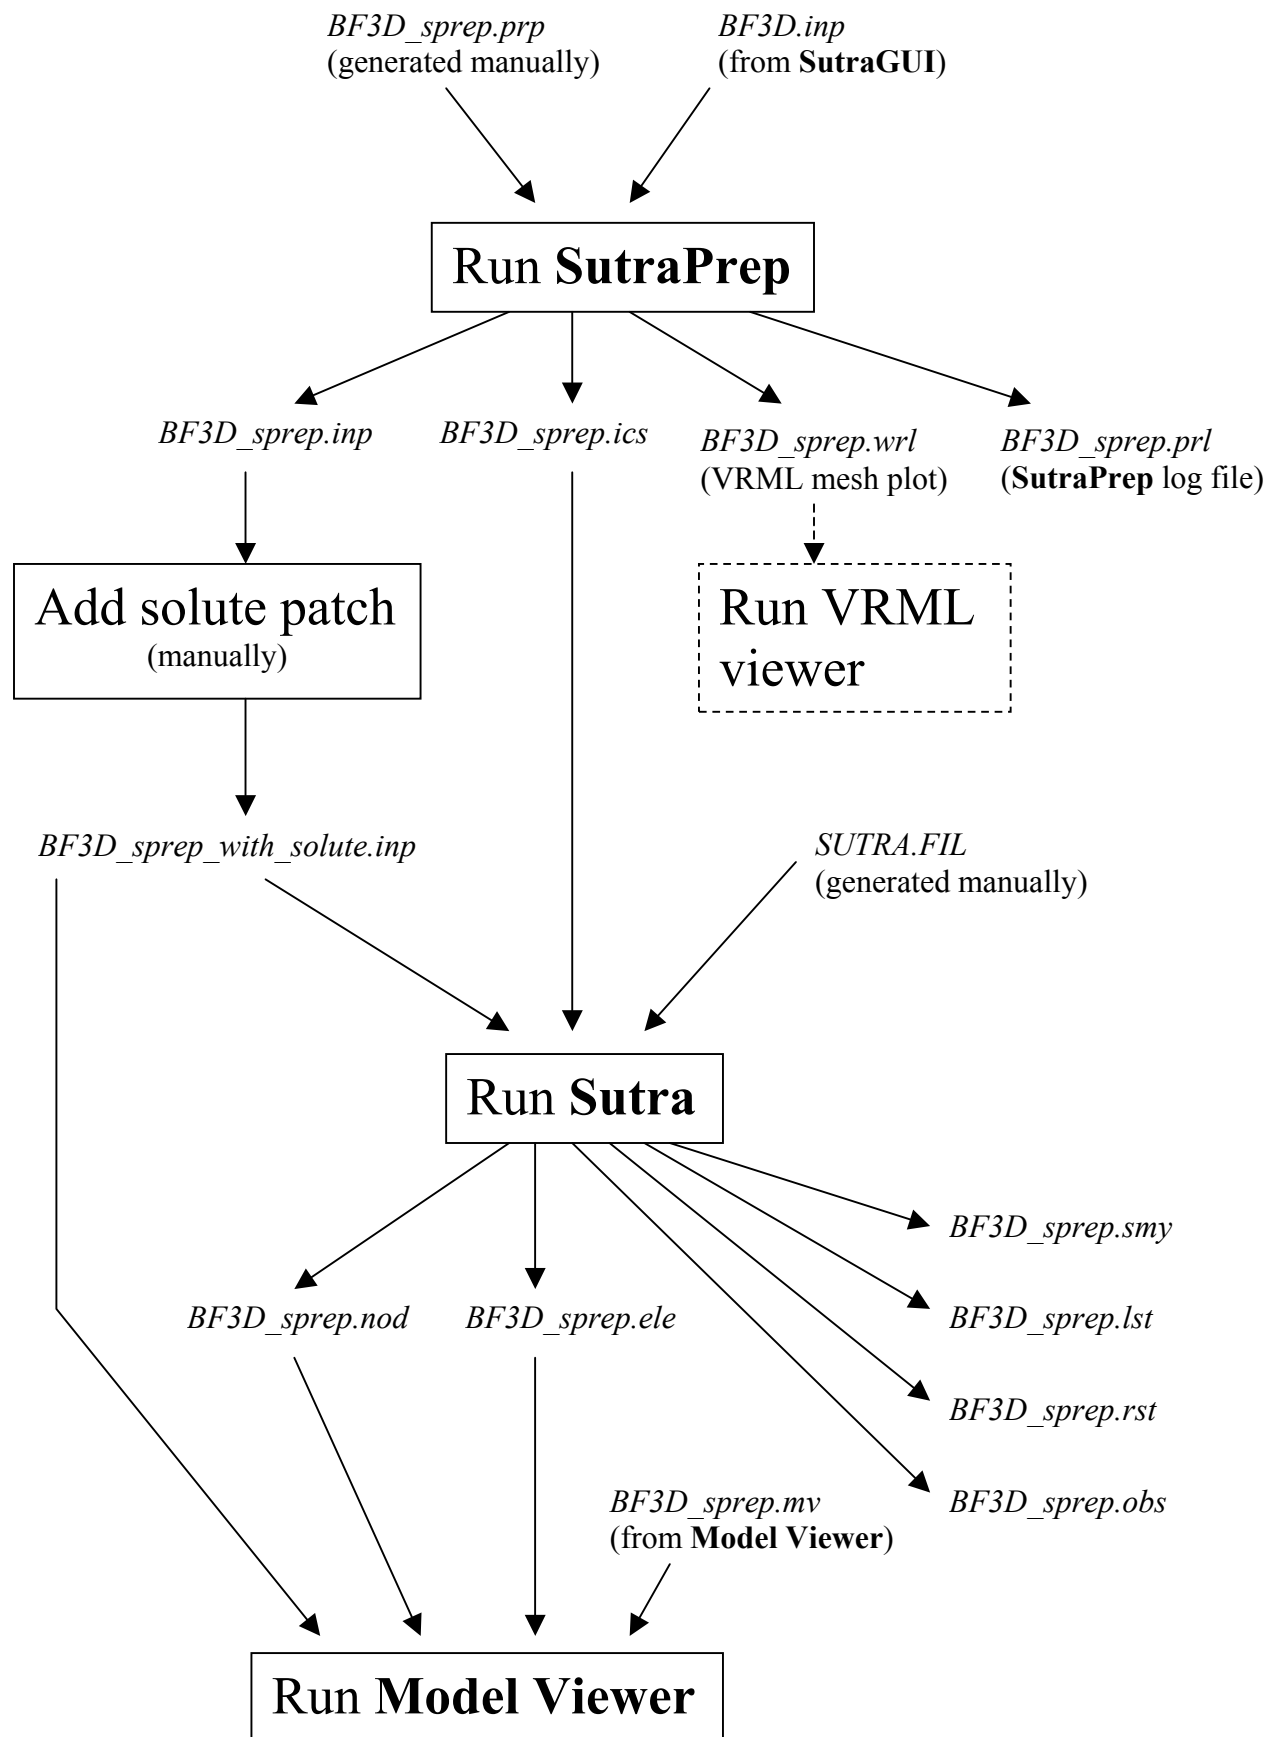 BF3D_sprep.prp
(generated manually)
BF3D.inp
(from SutraGUI)
Run SutraPrep
BF3D_sprep.inp
BF3D_sprep.ics
BF3D_sprep.wrl
(VRML mesh plot)
BF3D_sprep.prl
(SutraPrep log file)
Add solute patch
(manually)
Run VRML
viewer
BF3D_sprep_with_solute.inp
SUTRA.FIL
(generated manually)
Run Sutra
BF3D_sprep.smy
BF3D_sprep.nod
BF3D_sprep.ele
BF3D_sprep.lst
BF3D_sprep.rst
BF3D_sprep.obs
BF3D_sprep.mv
(from Model Viewer)
Run Model Viewer